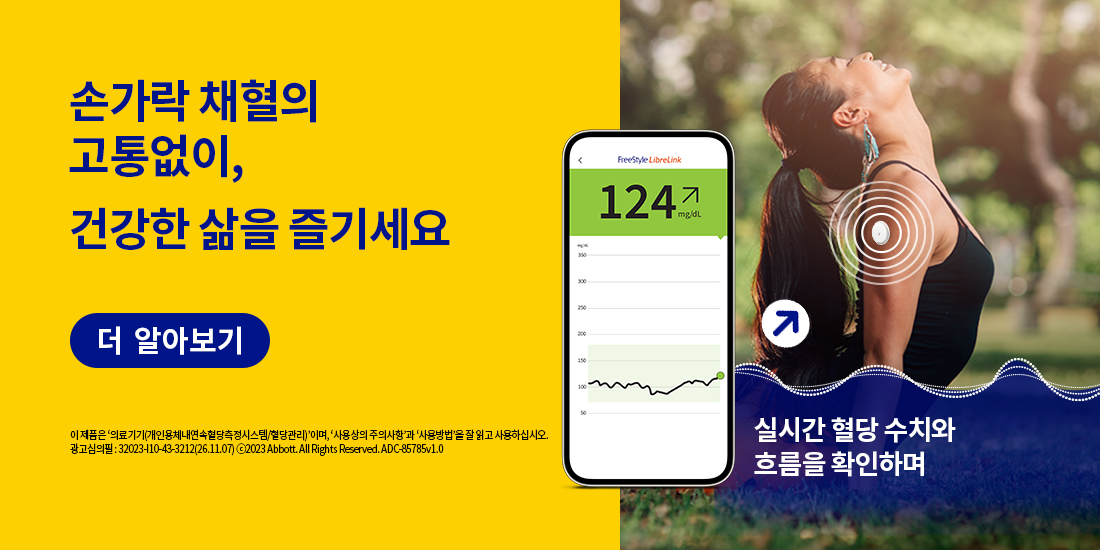 손가락 채혈의
고통없이,
건강한 삶을 즐기세요
더 알아보기
이 제품은 '의료기기(개인용체내연속혈당측정시스템/혈당관리)'이며, '사용상의 주의사항'과 '사용방법'을 잘 읽고 사용하십시오.
광고심의필 : 32023-I10-43-3212(26.11.07) ⓒ2023 Abbott. All Rights Reserved. ADC-85785v1.0
FreeStyle LibreLink
124
mg/dL
mg/dL
350
300
250
200
150
100
50
실시간 혈당 수치와
흐름을 확인하며